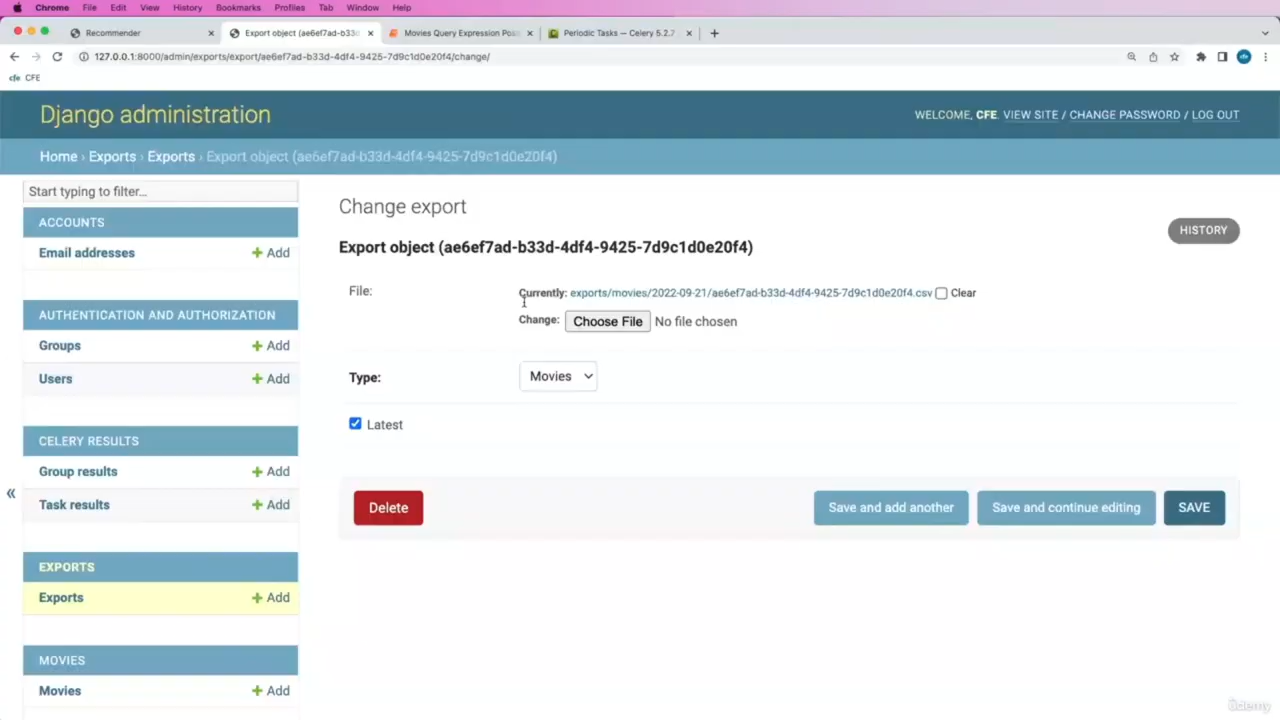 Chrome File Edit View History Bookmarks Profiles Tab Window Help
Recommender × Export object (ae6ef7ad-b33d × Movies Query Expression Pos × Periodic Tasks — Celery 5.2.7 × +
127.0.0.1:8000/admin/exports/export/ae6ef7ad-b33d-4df4-9425-7d9c1d0e20f4/change/
cfe CFE
Django administration
WELCOME, CFE. VIEW SITE / CHANGE PASSWORD / LOG OUT
Home › Exports › Exports › Export object (ae6ef7ad-b33d-4df4-9425-7d9c1d0e20f4)
Start typing to filter...
ACCOUNTS
Email addresses + Add
AUTHENTICATION AND AUTHORIZATION
Groups + Add
Users + Add
CELERY RESULTS
Group results + Add
Task results + Add
EXPORTS
Exports + Add
MOVIES
Movies + Add
«
Change export
HISTORY
Export object (ae6ef7ad-b33d-4df4-9425-7d9c1d0e20f4)
File: Currently: exports/movies/2022-09-21/ae6ef7ad-b33d-4df4-9425-7d9c1d0e20f4.csv Clear
Change: Choose File No file chosen
Type: Movies
Latest
Delete Save and add another Save and continue editing SAVE
ûdemy